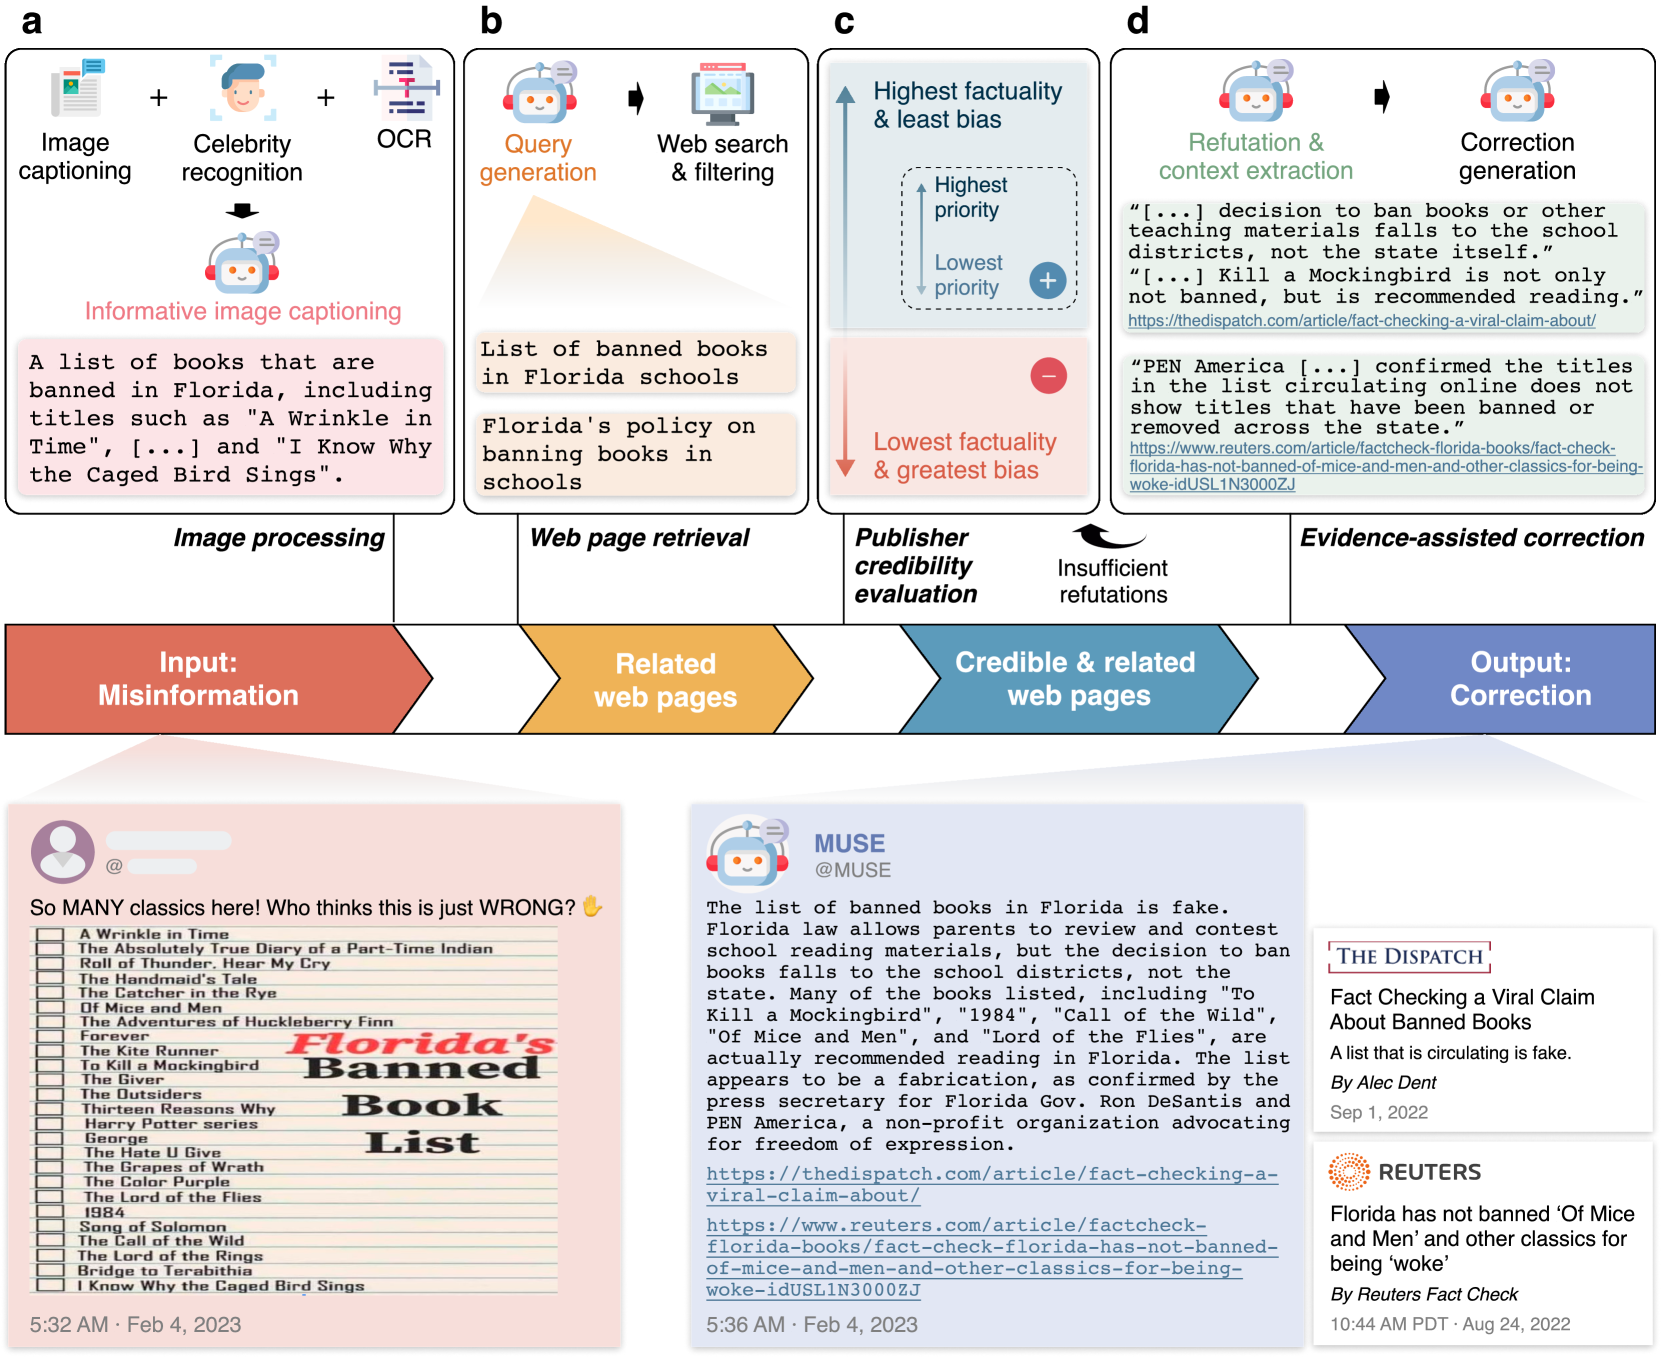 a
Image
captioning
+
Celebrity
recognition
+
OCR
Informative image captioning
A list of books that are
banned in Florida, including
titles such as "A Wrinkle in
Time", [...] and "I Know Why
the Caged Bird Sings".
b
Query
generation
Web search
& filtering
List of banned books
in Florida schools
Florida's policy on
banning books in
schools
c
Highest factuality
& least bias
Highest
priority
Lowest
priority
+
−
Lowest factuality
& greatest bias
d
Refutation &
context extraction
Correction
generation
“[...] decision to ban books or other
teaching materials falls to the school
districts, not the state itself.”
“[...] Kill a Mockingbird is not only
not banned, but is recommended reading.”
https://thedispatch.com/article/fact-checking-a-viral-claim-about/
“PEN America [...] confirmed the titles
in the list circulating online does not
show titles that have been banned or
removed across the state.”
https://www.reuters.com/article/factcheck-florida-books/fact-check-
florida-has-not-banned-of-mice-and-men-and-other-classics-for-being-
woke-idUSL1N3000ZJ
Image processing
Web page retrieval
Publisher
credibility
evaluation
Insufficient
refutations
Evidence-assisted correction
Input:
Misinformation
Related
web pages
Credible & related
web pages
Output:
Correction
@
So MANY classics here! Who thinks this is just WRONG? ✋
A Wrinkle in Time
The Absolutely True Diary of a Part-Time Indian
Roll of Thunder, Hear My Cry
The Handmaid's Tale
The Catcher in the Rye
Of Mice and Men
The Adventures of Huckleberry Finn
Forever
The Kite Runner
To Kill a Mockingbird
The Giver
The Outsiders
Thirteen Reasons Why
Harry Potter series
George
The Hate U Give
The Grapes of Wrath
The Color Purple
The Lord of the Flies
1984
Song of Solomon
The Call of the Wild
The Lord of the Rings
Bridge to Terabithia
I Know Why the Caged Bird Sings
Florida's
Banned
Book
List
5:32 AM · Feb 4, 2023
MUSE
@MUSE
The list of banned books in Florida is fake.
Florida law allows parents to review and contest
school reading materials, but the decision to ban
books falls to the school districts, not the
state. Many of the books listed, including "To
Kill a Mockingbird", "1984", "Call of the Wild",
"Of Mice and Men", and "Lord of the Flies", are
actually recommended reading in Florida. The list
appears to be a fabrication, as confirmed by the
press secretary for Florida Gov. Ron DeSantis and
PEN America, a non-profit organization advocating
for freedom of expression.
https://thedispatch.com/article/fact-checking-a-
viral-claim-about/
https://www.reuters.com/article/factcheck-
florida-books/fact-check-florida-has-not-banned-
of-mice-and-men-and-other-classics-for-being-
woke-idUSL1N3000ZJ
5:36 AM · Feb 4, 2023
THE DISPATCH
Fact Checking a Viral Claim
About Banned Books
A list that is circulating is fake.
By Alec Dent
Sep 1, 2022
REUTERS
Florida has not banned ‘Of Mice
and Men’ and other classics for
being ‘woke’
By Reuters Fact Check
10:44 AM PDT · Aug 24, 2022